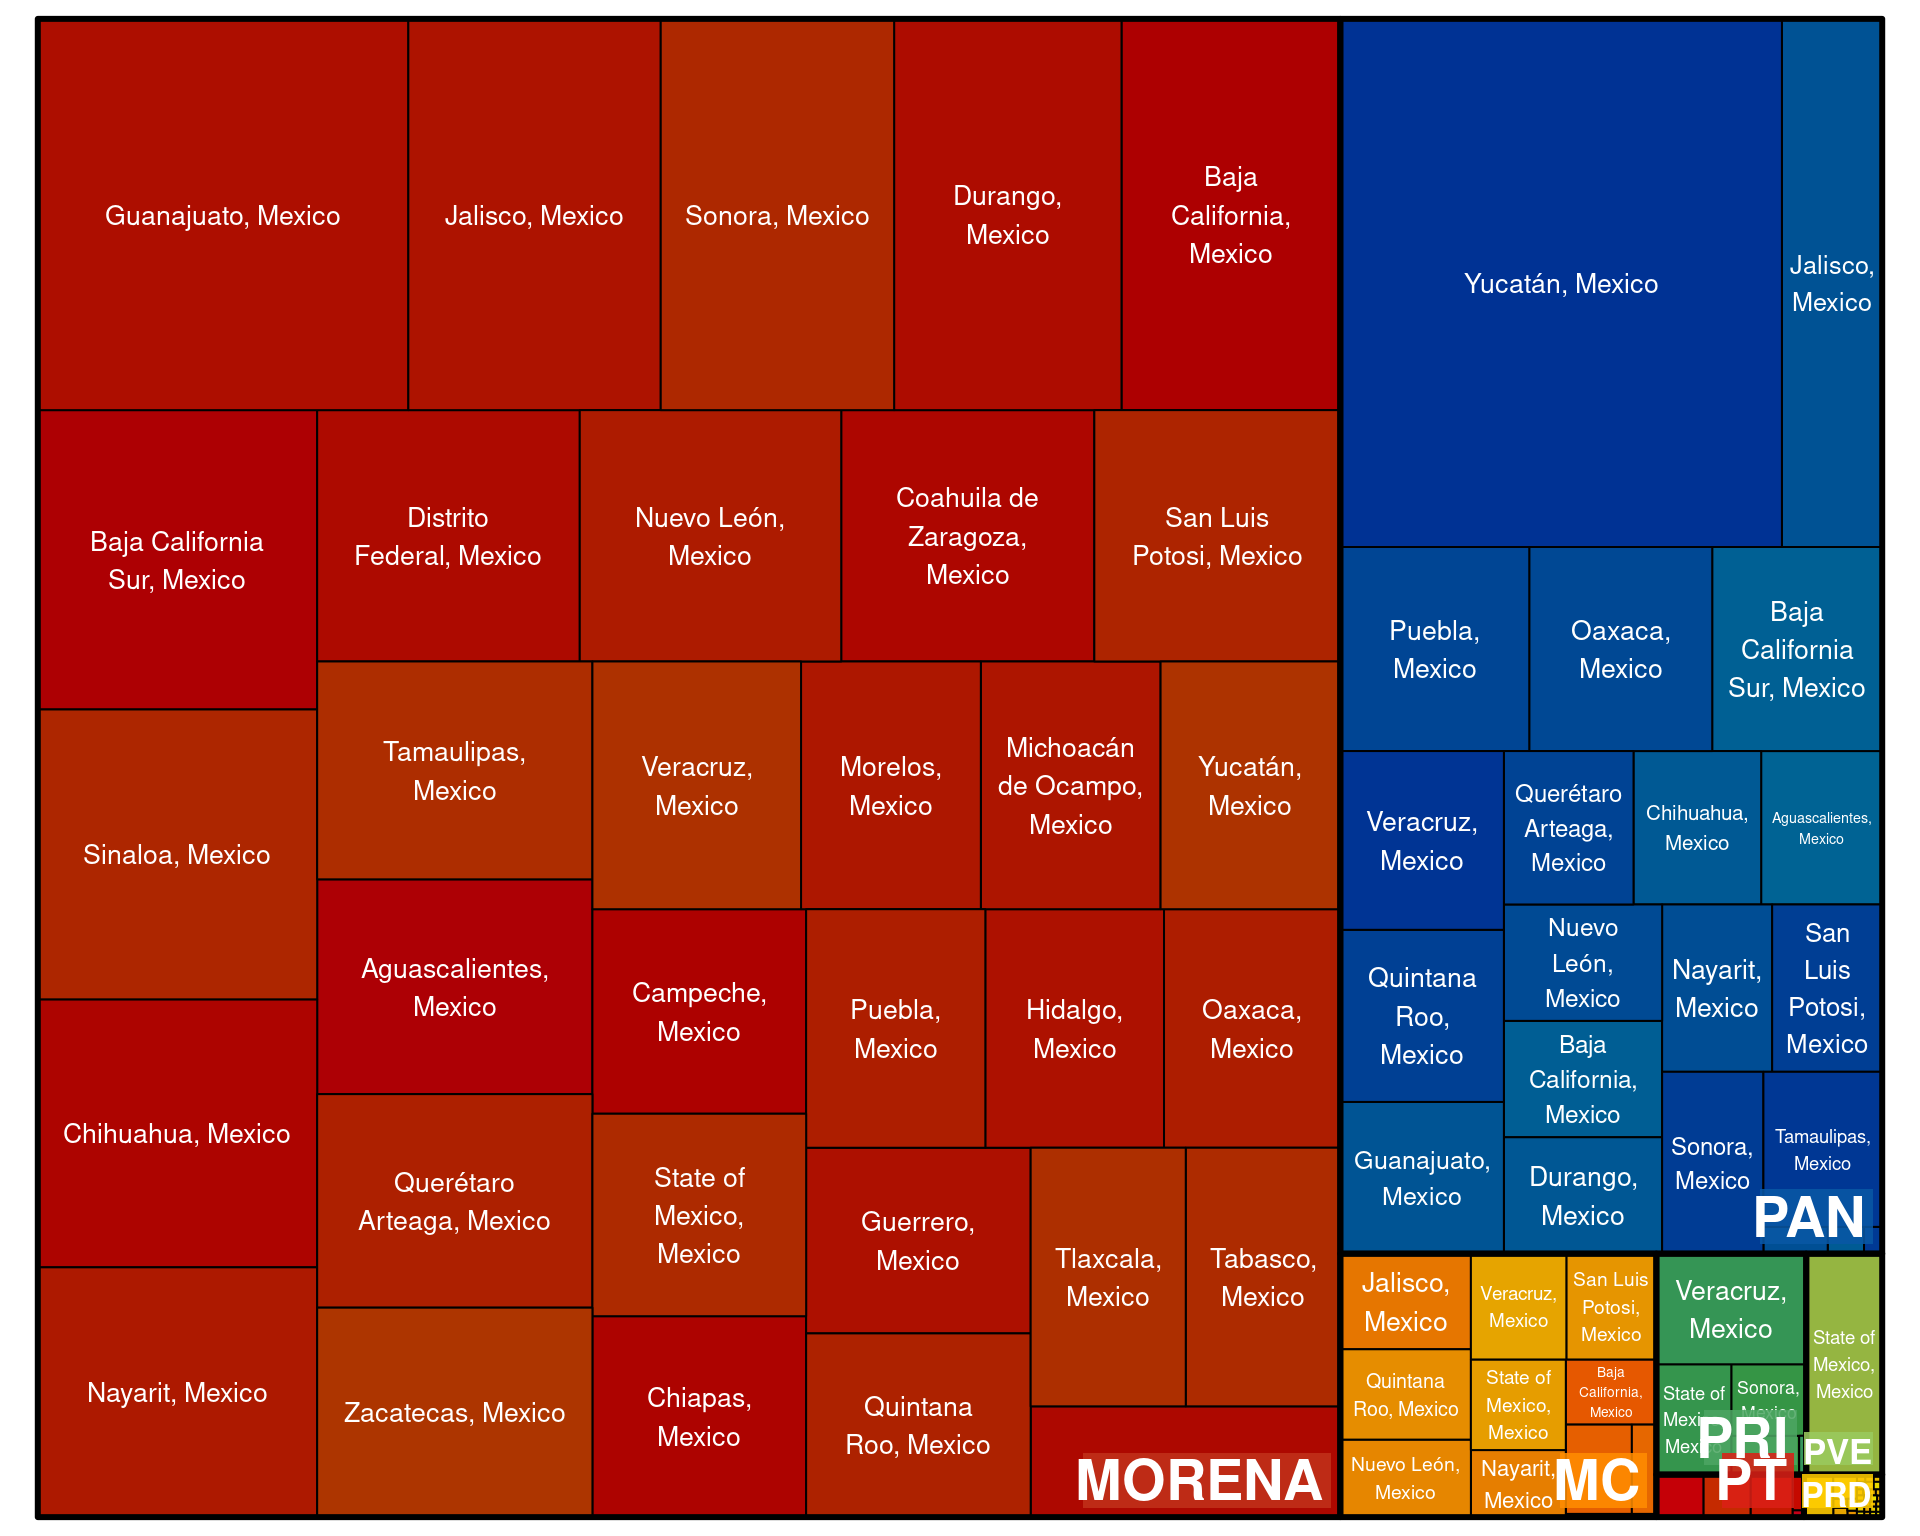 Guanajuato, Mexico
Jalisco, Mexico
Sonora, Mexico
Durango,
Mexico
Baja
California,
Mexico
Baja California
Sur, Mexico
Distrito
Federal, Mexico
Nuevo León,
Mexico
Coahuila de
Zaragoza,
Mexico
San Luis
Potosi, Mexico
Sinaloa, Mexico
Tamaulipas,
Mexico
Veracruz,
Mexico
Morelos,
Mexico
Michoacán
de Ocampo,
Mexico
Yucatán,
Mexico
Chihuahua, Mexico
Aguascalientes,
Mexico
Campeche,
Mexico
Puebla,
Mexico
Hidalgo,
Mexico
Oaxaca,
Mexico
Nayarit, Mexico
Querétaro
Arteaga, Mexico
State of
Mexico,
Mexico
Guerrero,
Mexico
Tlaxcala,
Mexico
Tabasco,
Mexico
Zacatecas, Mexico
Chiapas,
Mexico
Quintana
Roo, Mexico
MORENA
Yucatán, Mexico
Jalisco,
Mexico
Puebla,
Mexico
Oaxaca,
Mexico
Baja
California
Sur, Mexico
Veracruz,
Mexico
Querétaro
Arteaga,
Mexico
Chihuahua,
Mexico
Aguascalientes,
Mexico
Quintana
Roo,
Mexico
Nuevo
León,
Mexico
Nayarit,
Mexico
San
Luis
Potosi,
Mexico
Baja
California,
Mexico
Guanajuato,
Mexico
Durango,
Mexico
Sonora,
Mexico
Tamaulipas,
Mexico
PAN
Jalisco,
Mexico
Veracruz,
Mexico
San Luis
Potosi,
Mexico
Quintana
Roo, Mexico
State of
Mexico,
Mexico
Baja
California,
Mexico
Nuevo León,
Mexico
Nayarit,
Mexico
MC
Veracruz,
Mexico
State of
Mexico,
Mexico
Sonora,
Mexico
PRI
State of
Mexico,
Mexico
PVE
PT
PRD